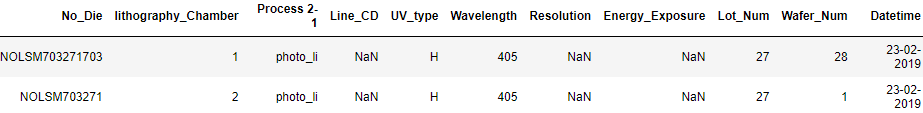 No_Die lithography_Chamber Process 2-1 Line_CD UV_type Wavelength Resolution Energy_Exposure Lot_Num Wafer_Num Datetime
NOLSM703271703 1 photo_li NaN H 405 NaN NaN 27 28 23-02-2019
NOLSM703271 2 photo_li NaN H 405 NaN NaN 27 1 23-02-2019